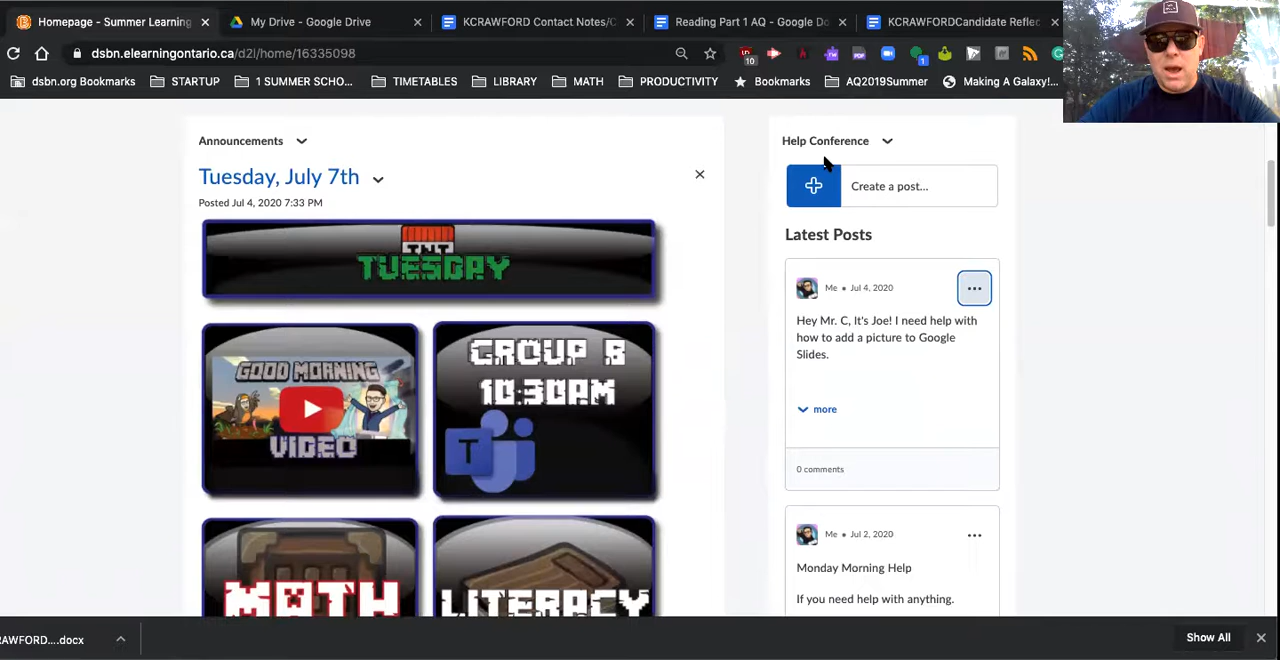 Homepage - Summer Learning
My Drive - Google Drive
KCRAWFORD Contact Notes/C
Reading Part 1 AQ - Google Do
KCRAWFORDCandidate Reflec
dsbn.elearningontario.ca/d2l/home/16335098
10
1
dsbn.org Bookmarks
STARTUP
1 SUMMER SCHO...
TIMETABLES
LIBRARY
MATH
PRODUCTIVITY
Bookmarks
AQ2019Summer
Making A Galaxy!...
Announcements
Tuesday, July 7th
Posted Jul 4, 2020 7:33 PM
TNT
TUESDAY
GOOD MORNING
VIDEO
GROUP B
10:30AM
T
MATH
LITERACY
Help Conference
Create a post...
Latest Posts
Me • Jul 4, 2020
Hey Mr. C, It's Joe! I need help with
how to add a picture to Google
Slides.
more
0 comments
Me • Jul 2, 2020
Monday Morning Help
If you need help with anything.
RAWFORD....docx
Show All